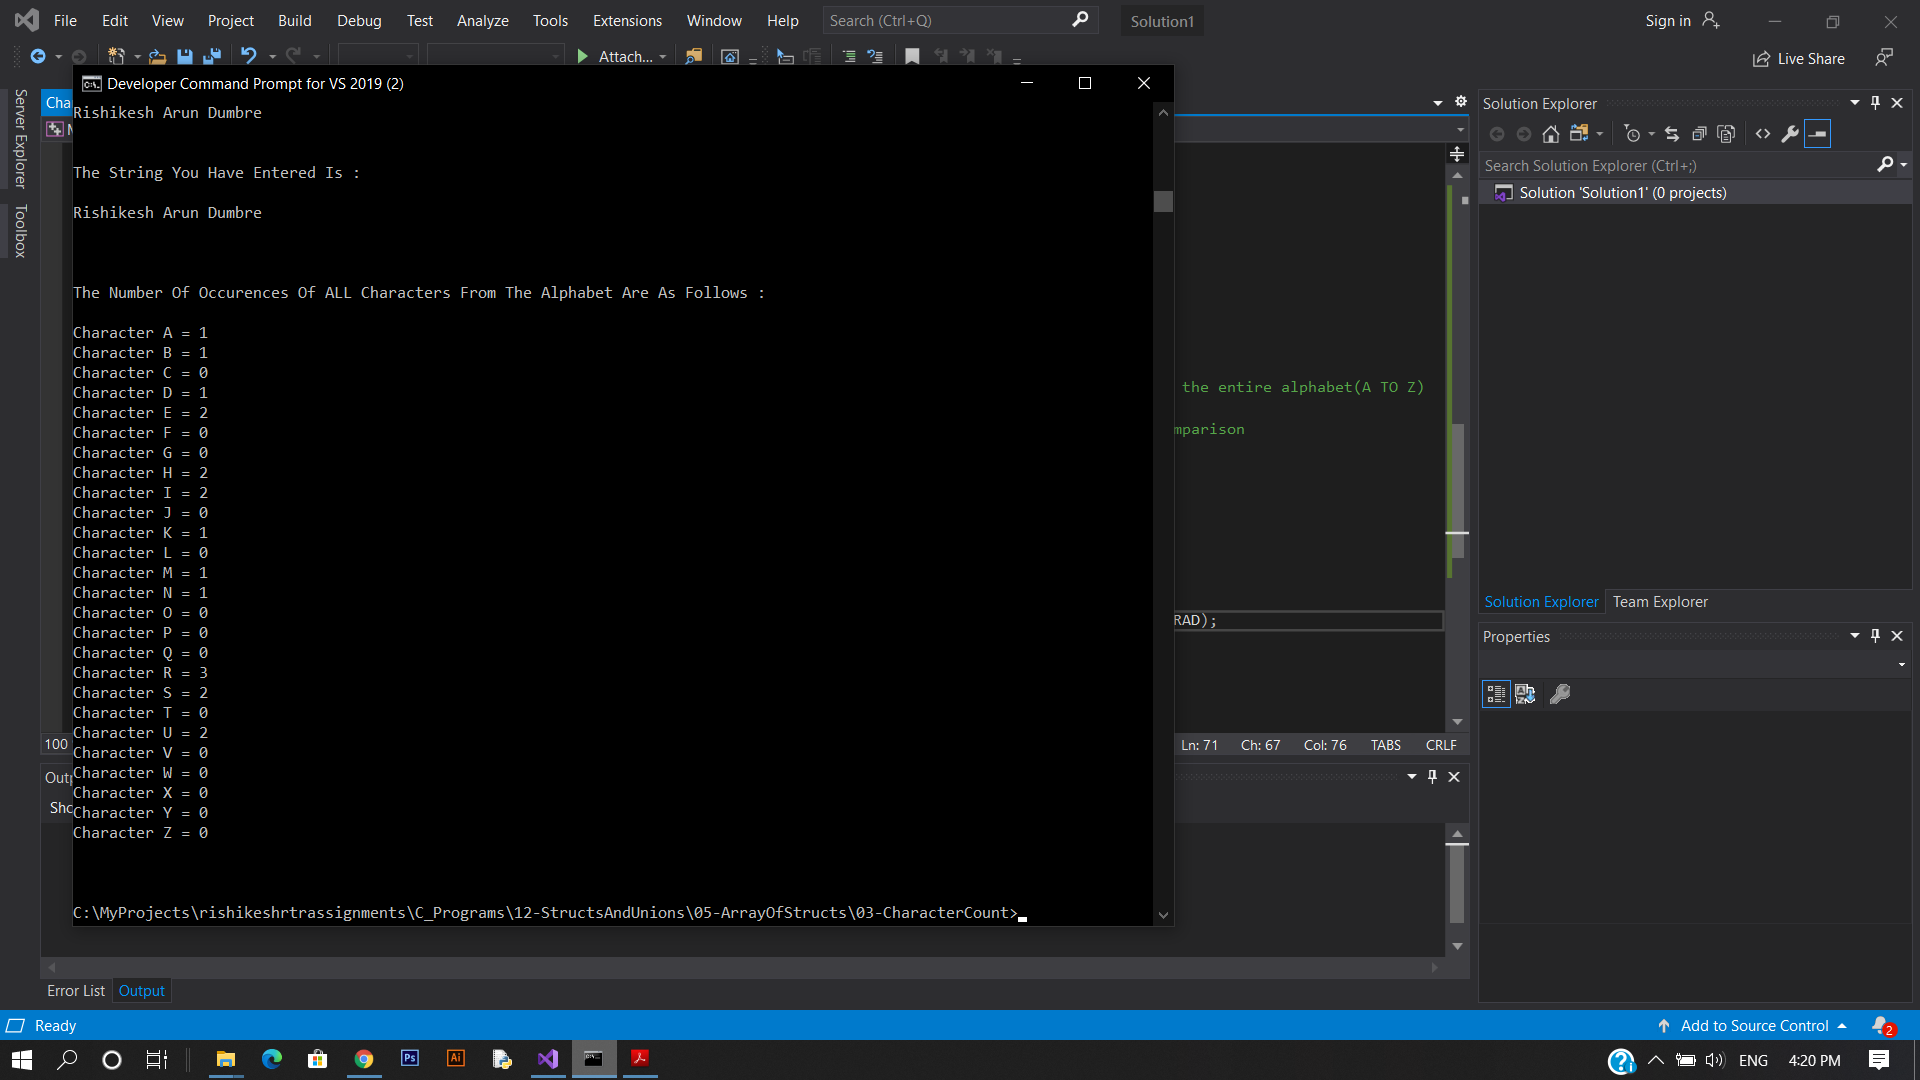 File Edit View Project Build Debug Test Analyze Tools Extensions Window Help Search (Ctrl+Q) Solution1 Sign in
Attach... Live Share
Developer Command Prompt for VS 2019 (2)
Server Explorer
Toolbox
Cha
Rishikesh Arun Dumbre
The String You Have Entered Is :
Rishikesh Arun Dumbre
The Number Of Occurences Of ALL Characters From The Alphabet Are As Follows :
Character A = 1
Character B = 1
Character C = 0
Character D = 1
Character E = 2
Character F = 0
Character G = 0
Character H = 2
Character I = 2
Character J = 0
Character K = 1
Character L = 0
Character M = 1
Character N = 1
Character O = 0
Character P = 0
Character Q = 0
Character R = 3
Character S = 2
Character T = 0
Character U = 2
Character V = 0
Character W = 0
Character X = 0
Character Y = 0
Character Z = 0
C:\MyProjects\rishikeshrtrassignments\C_Programs\12-StructsAndUnions\05-ArrayOfStructs\03-CharacterCount>
the entire alphabet(A TO Z)
mparison
RAD);
100
Ln: 71 Ch: 67 Col: 76 TABS CRLF
Outp
Sho
Error List Output
Solution Explorer
Search Solution Explorer (Ctrl+;)
Solution 'Solution1' (0 projects)
Solution Explorer Team Explorer
Properties
Ready Add to Source Control 2
Ps Ai ENG 4:20 PM